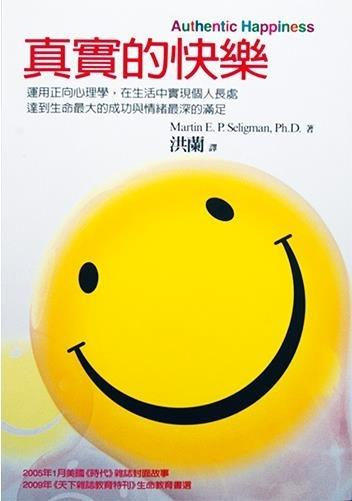 Authentic Happiness
真實的快樂
運用正向心理學，在生活中實現個人長處
達到生命最大的成功與情緒最深的滿足
Martin E. P. Seligman, Ph.D. 著
洪蘭 譯
2005年1月美國《時代》雜誌封面故事
2009年《天下雜誌教育特刊》生命教育書選